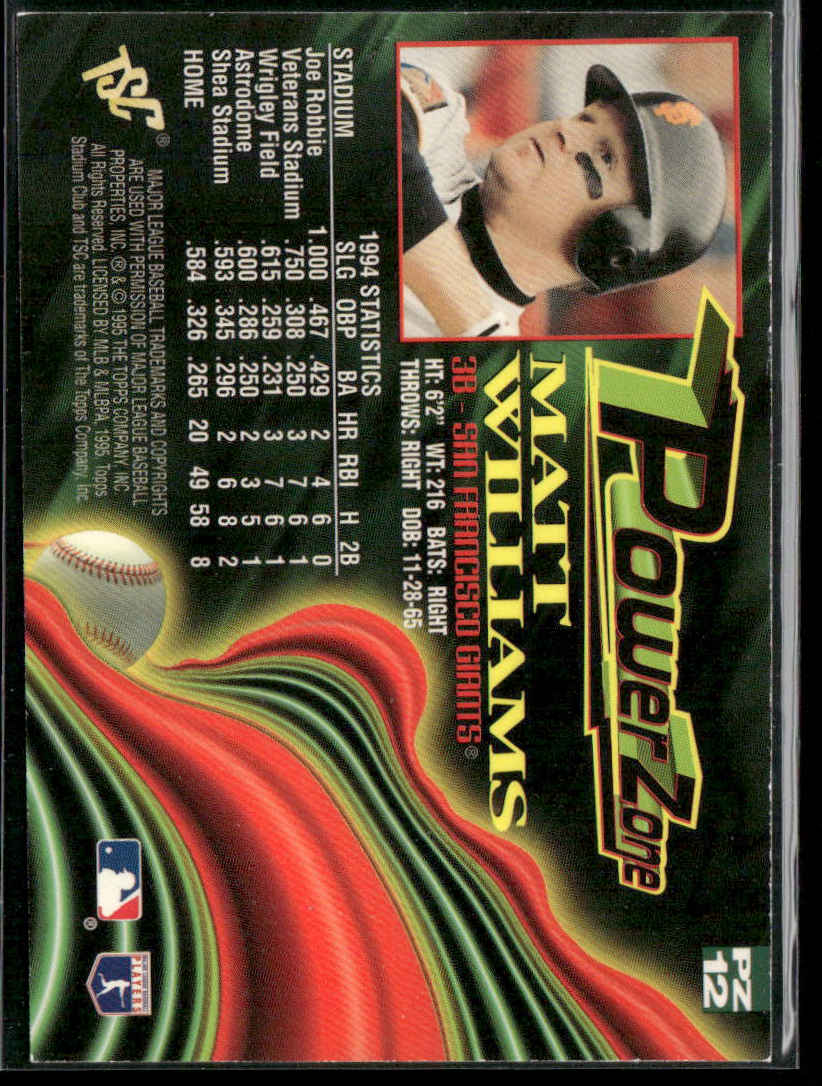 PZ
12
Power Zone
MATT
WILLIAMS
3B - SAN FRANCISCO GIANTS®
HT: 6'2" WT: 216 BATS: RIGHT
THROWS: RIGHT DOB: 11-28-65
1994 STATISTICS
STADIUM SLG OBP BA HR RBI H 2B
Joe Robbie 1.000 .467 .429 2 4 6 0
Veterans Stadium .750 .308 .250 3 7 6 1
Wrigley Field .615 .259 .231 3 7 6 1
Astrodome .600 .286 .250 2 3 5 1
Shea Stadium .593 .345 .296 2 6 8 2
HOME .584 .326 .265 20 49 58 8
TSC®
MAJOR LEAGUE BASEBALL TRADEMARKS AND COPYRIGHTS
ARE USED WITH PERMISSION OF MAJOR LEAGUE BASEBALL
PROPERTIES, INC. ® & © 1995 THE TOPPS COMPANY, INC.
All Rights Reserved. LICENSED BY MLB & MLBPA, 1995, Topps
Stadium Club and TSC are trademarks of The Topps Company, Inc
SF
®
MAJOR LEAGUE BASEBALL
PLAYERS